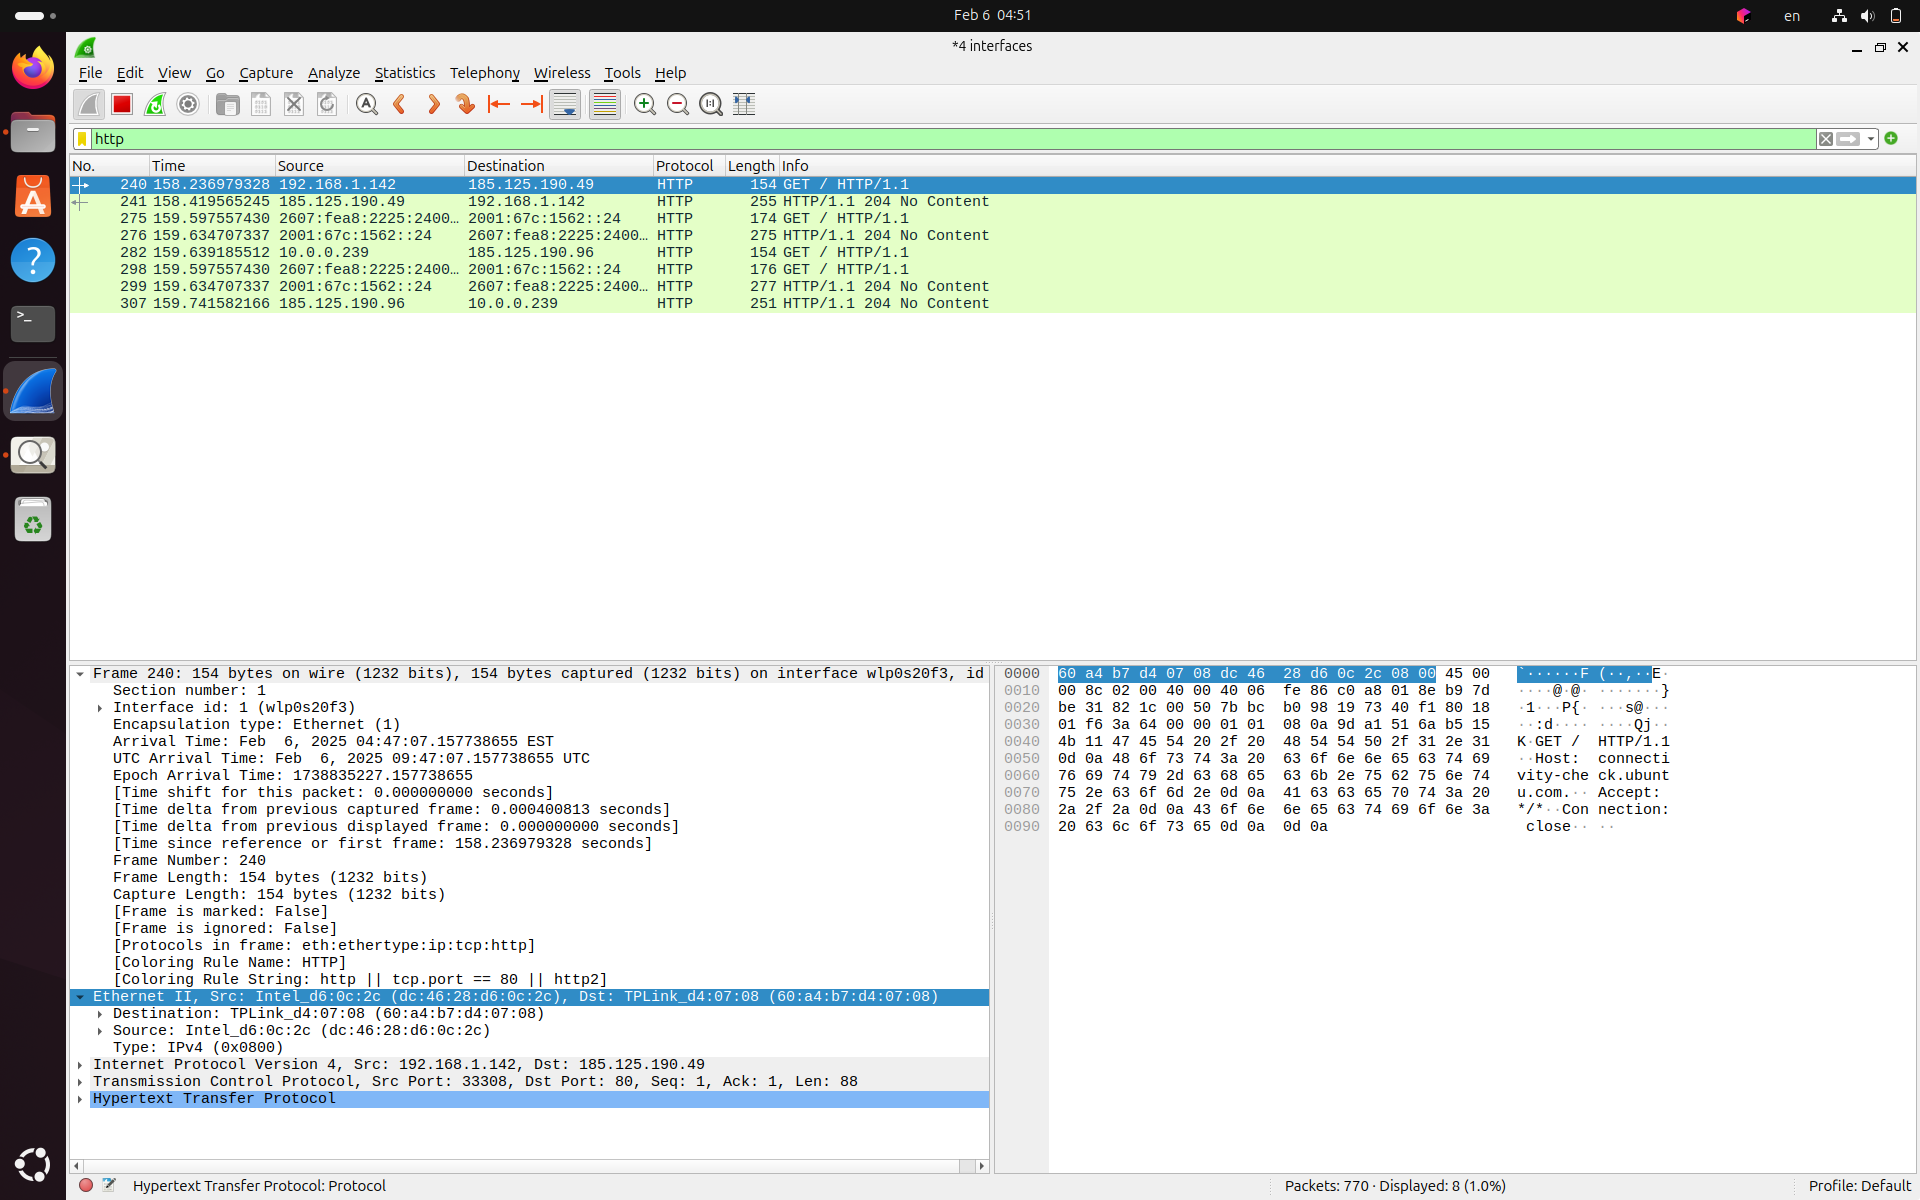 Feb 6 04:51
en
*4 interfaces
File Edit View Go Capture Analyze Statistics Telephony Wireless Tools Help
http
No. Time Source Destination Protocol Length Info
240 158.236979328 192.168.1.142 185.125.190.49 HTTP 154 GET / HTTP/1.1
241 158.419565245 185.125.190.49 192.168.1.142 HTTP 255 HTTP/1.1 204 No Content
275 159.597557430 2607:fea8:2225:2400… 2001:67c:1562::24 HTTP 174 GET / HTTP/1.1
276 159.634707337 2001:67c:1562::24 2607:fea8:2225:2400… HTTP 275 HTTP/1.1 204 No Content
282 159.639185512 10.0.0.239 185.125.190.96 HTTP 154 GET / HTTP/1.1
298 159.597557430 2607:fea8:2225:2400… 2001:67c:1562::24 HTTP 176 GET / HTTP/1.1
299 159.634707337 2001:67c:1562::24 2607:fea8:2225:2400… HTTP 277 HTTP/1.1 204 No Content
307 159.741582166 185.125.190.96 10.0.0.239 HTTP 251 HTTP/1.1 204 No Content
Frame 240: 154 bytes on wire (1232 bits), 154 bytes captured (1232 bits) on interface wlp0s20f3, id
Section number: 1
Interface id: 1 (wlp0s20f3)
Encapsulation type: Ethernet (1)
Arrival Time: Feb  6, 2025 04:47:07.157738655 EST
UTC Arrival Time: Feb  6, 2025 09:47:07.157738655 UTC
Epoch Arrival Time: 1738835227.157738655
[Time shift for this packet: 0.000000000 seconds]
[Time delta from previous captured frame: 0.000400813 seconds]
[Time delta from previous displayed frame: 0.000000000 seconds]
[Time since reference or first frame: 158.236979328 seconds]
Frame Number: 240
Frame Length: 154 bytes (1232 bits)
Capture Length: 154 bytes (1232 bits)
[Frame is marked: False]
[Frame is ignored: False]
[Protocols in frame: eth:ethertype:ip:tcp:http]
[Coloring Rule Name: HTTP]
[Coloring Rule String: http || tcp.port == 80 || http2]
Ethernet II, Src: Intel_d6:0c:2c (dc:46:28:d6:0c:2c), Dst: TPLink_d4:07:08 (60:a4:b7:d4:07:08)
Destination: TPLink_d4:07:08 (60:a4:b7:d4:07:08)
Source: Intel_d6:0c:2c (dc:46:28:d6:0c:2c)
Type: IPv4 (0x0800)
Internet Protocol Version 4, Src: 192.168.1.142, Dst: 185.125.190.49
Transmission Control Protocol, Src Port: 33308, Dst Port: 80, Seq: 1, Ack: 1, Len: 88
Hypertext Transfer Protocol
0000 60 a4 b7 d4 07 08 dc 46 28 d6 0c 2c 08 00 45 00 `······F (··,··E·
0010 00 8c 02 00 40 00 40 06 fe 86 c0 a8 01 8e b9 7d ····@·@· ·······}
0020 be 31 82 1c 00 50 7b bc b0 98 19 73 40 f1 80 18 ·1···P{· ···s@···
0030 01 f6 3a 64 00 00 01 01 08 0a 9d a1 51 6a b5 15 ··:d···· ····Qj··
0040 4b 11 47 45 54 20 2f 20 48 54 54 50 2f 31 2e 31 K·GET / HTTP/1.1
0050 0d 0a 48 6f 73 74 3a 20 63 6f 6e 6e 65 63 74 69 ··Host: connecti
0060 76 69 74 79 2d 63 68 65 63 6b 2e 75 62 75 6e 74 vity-che ck.ubunt
0070 75 2e 63 6f 6d 2e 0d 0a 41 63 63 65 70 74 3a 20 u.com.·· Accept:
0080 2a 2f 2a 0d 0a 43 6f 6e 6e 65 63 74 69 6f 6e 3a */*··Con nection:
0090 20 63 6c 6f 73 65 0d 0a 0d 0a close·· ··
Hypertext Transfer Protocol: Protocol
Packets: 770 · Displayed: 8 (1.0%)
Profile: Default